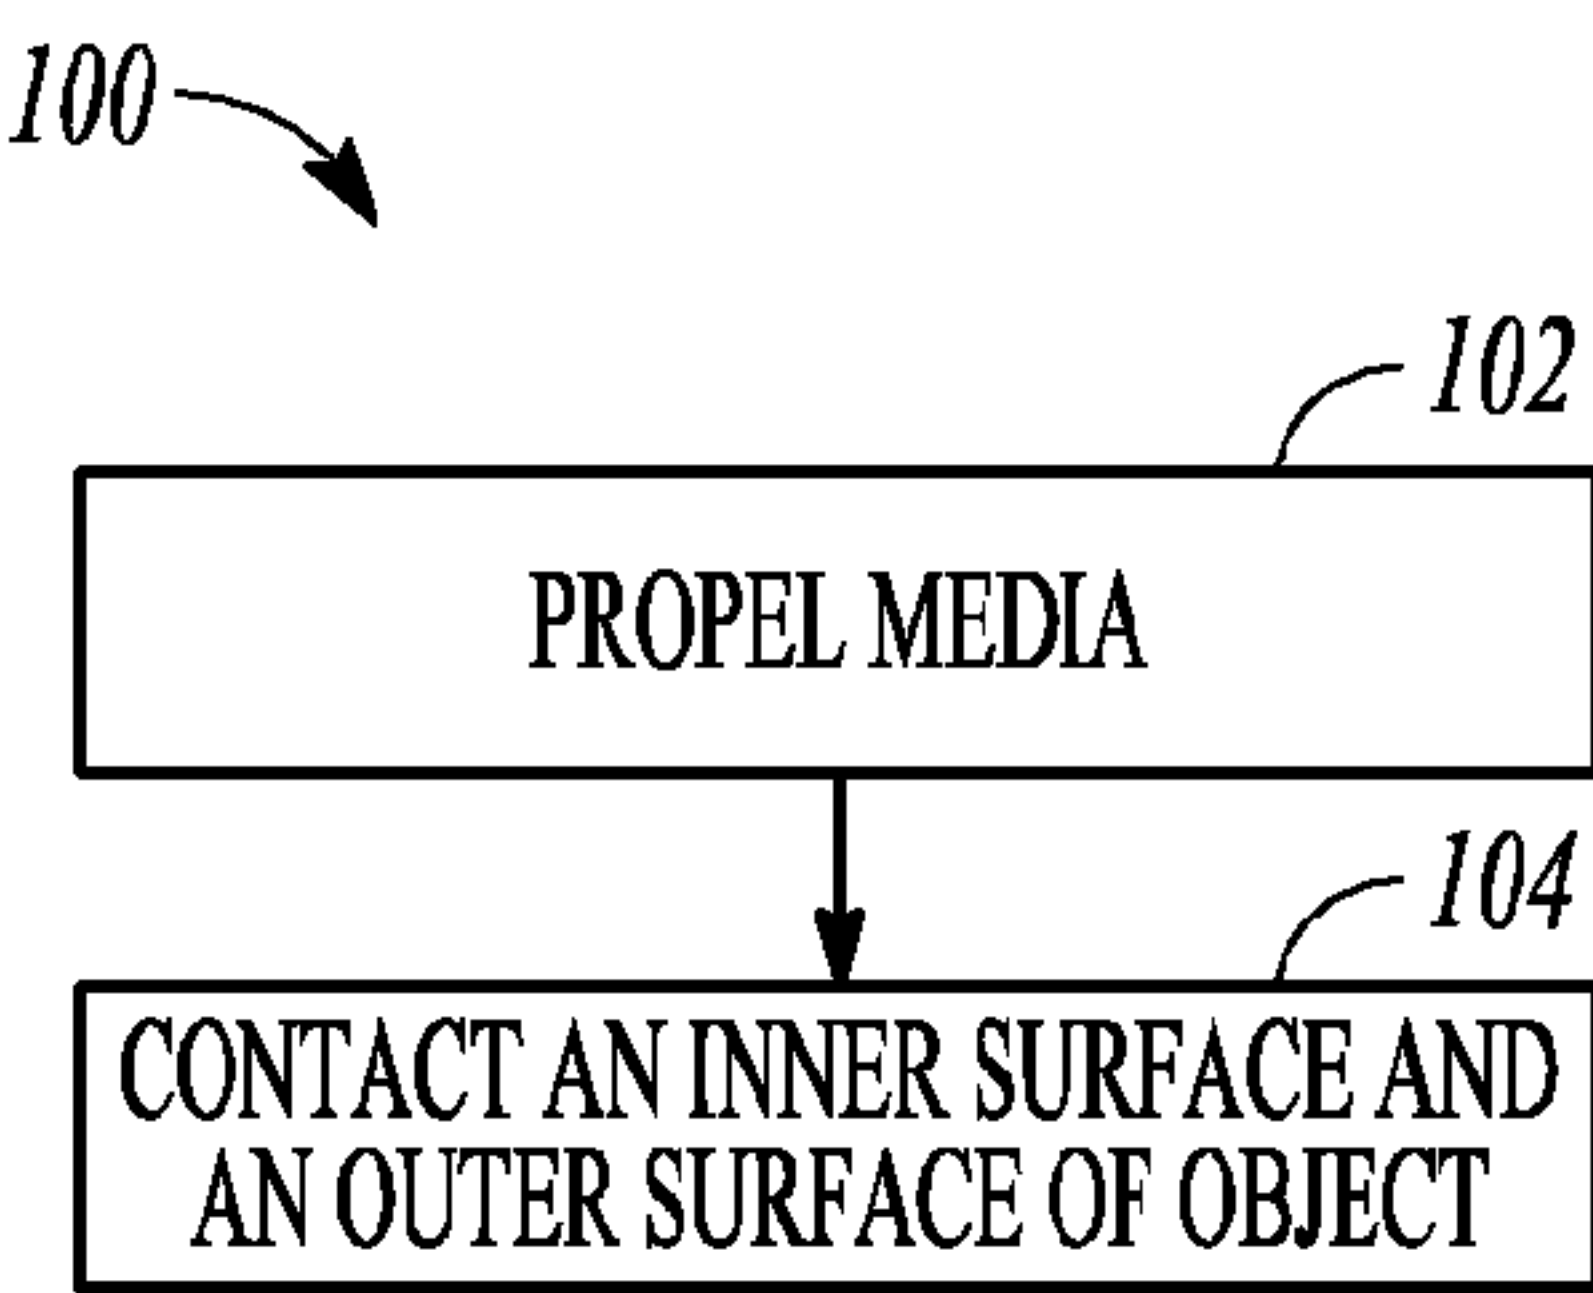 100
102
PROPEL MEDIA
104
CONTACT AN INNER SURFACE AND
AN OUTER SURFACE OF OBJECT